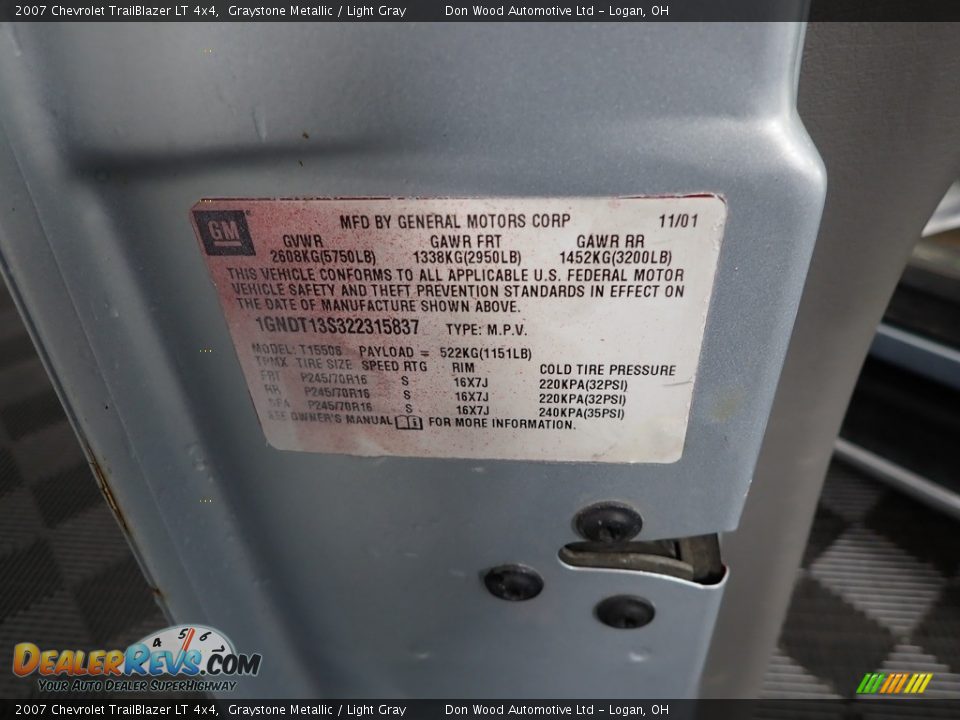 2007 Chevrolet TrailBlazer LT 4x4, Graystone Metallic / Light Gray Don Wood Automotive Ltd - Logan, OH
GM MFD BY GENERAL MOTORS CORP 11/01
GVWR GAWR FRT GAWR RR
2608KG(5750LB) 1338KG(2950LB) 1452KG(3200LB)
THIS VEHICLE CONFORMS TO ALL APPLICABLE U.S. FEDERAL MOTOR
VEHICLE SAFETY AND THEFT PREVENTION STANDARDS IN EFFECT ON
THE DATE OF MANUFACTURE SHOWN ABOVE.
1GNDT13S322315837 TYPE: M.P.V.
MODEL: T15506 PAYLOAD = 522KG(1151LB)
TPMX TIRE SIZE SPEED RTG RIM COLD TIRE PRESSURE
FRT P245/70R16 S 16X7J 220KPA(32PSI)
RR P245/70R16 S 16X7J 220KPA(32PSI)
SPA P245/70R16 S 16X7J 240KPA(35PSI)
SEE OWNER'S MANUAL FOR MORE INFORMATION.
4 5 6
DEALERREVS.COM
YOUR AUTO DEALER SUPERHIGHWAY
2007 Chevrolet TrailBlazer LT 4x4, Graystone Metallic / Light Gray Don Wood Automotive Ltd - Logan, OH